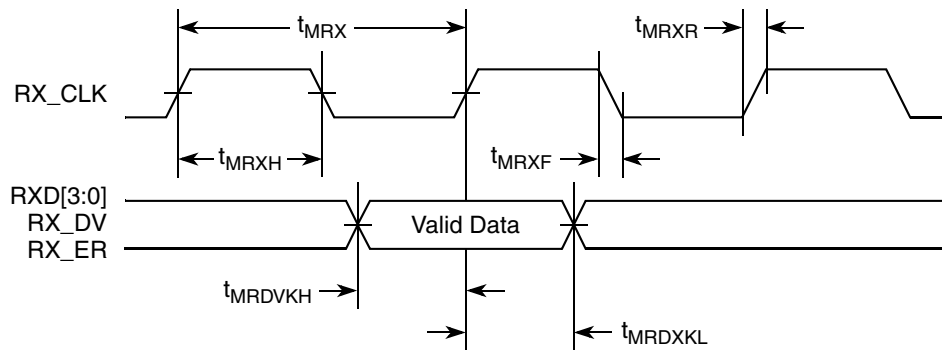 tMRX
tMRXR
RX_CLK
tMRXH
tMRXF
RXD[3:0]
RX_DV
RX_ER
Valid Data
tMRDVKH
tMRDXKL